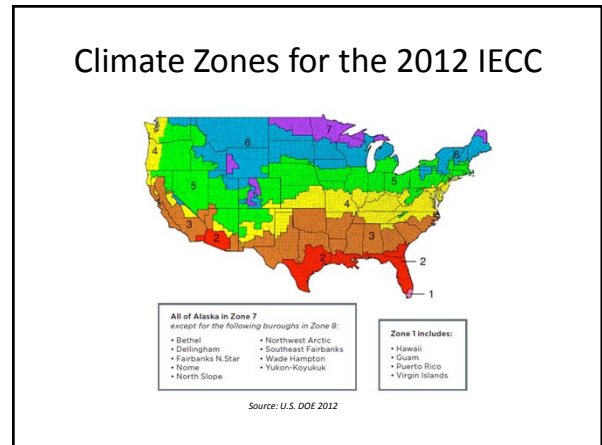 Climate Zones for the 2012 IECC
7
6
6
4
5
5
4
3
3
2
2
2
1
All of Alaska in Zone 7
except for the following buroughs in Zone 8:
• Bethel
• Dellingham
• Fairbanks N.Star
• Nome
• North Slope
• Northwest Arctic
• Southeast Fairbanks
• Wade Hampton
• Yukon-Koyukuk
Zone 1 includes:
• Hawaii
• Guam
• Puerto Rico
• Virgin Islands
Source: U.S. DOE 2012